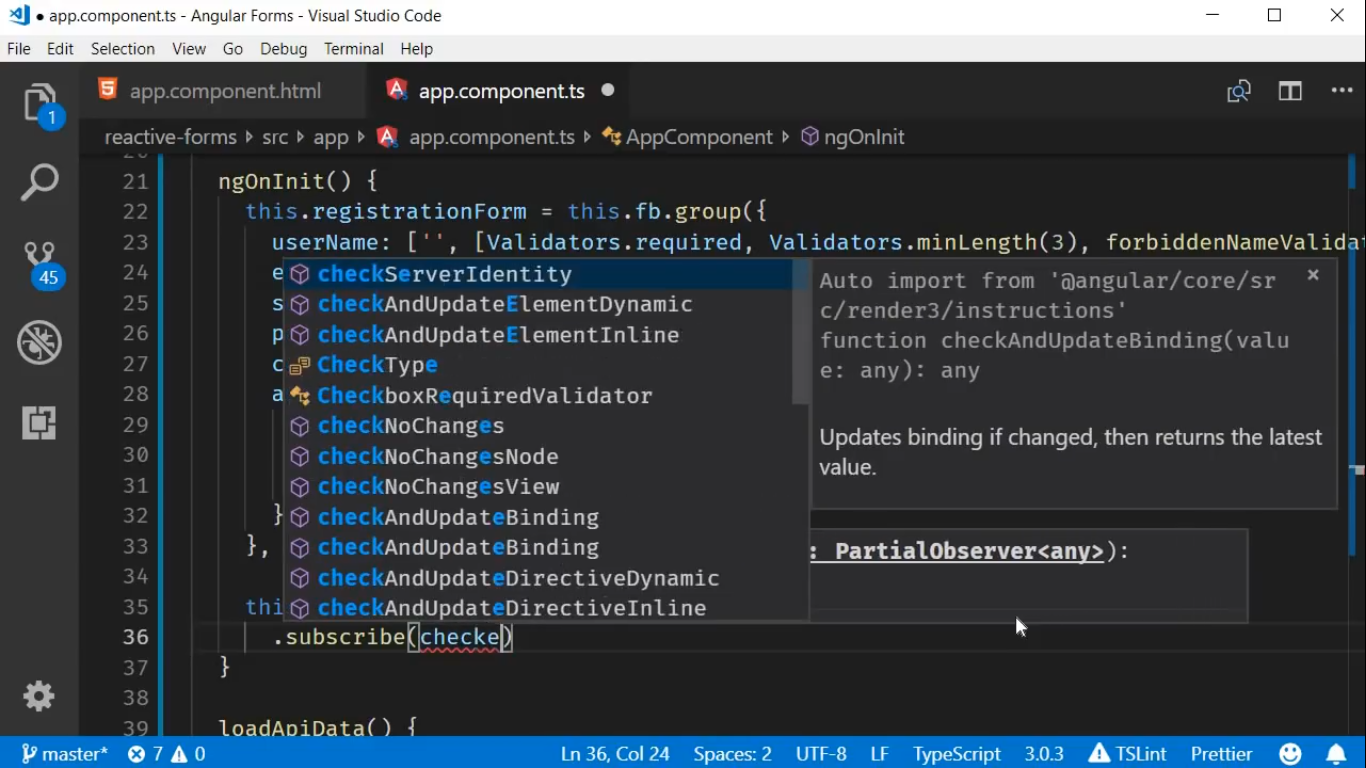 app.component.ts - Angular Forms - Visual Studio Code
File Edit Selection View Go Debug Terminal Help
app.component.html app.component.ts
reactive-forms src app app.component.ts AppComponent ngOnInit
1
45
21 ngOnInit() {
22 this.registrationForm = this.fb.group({
23 userName: ['', [Validators.required, Validators.minLength(3), forbiddenNameValidat
24 e
25 s
26 p
27 c
28 a
29
30
31
32 }
33 },
34
35 thi
36 .subscribe(checke)
37 }
38
39 loadApiData() {
checkServerIdentity
checkAndUpdateElementDynamic
checkAndUpdateElementInline
CheckType
CheckboxRequiredValidator
checkNoChanges
checkNoChangesNode
checkNoChangesView
checkAndUpdateBinding
checkAndUpdateBinding
checkAndUpdateDirectiveDynamic
checkAndUpdateDirectiveInline
Auto import from '@angular/core/sr
c/render3/instructions'
function checkAndUpdateBinding(valu
e: any): any
Updates binding if changed, then returns the latest
value.
: PartialObserver<any>):
master* 7 0 Ln 36, Col 24 Spaces: 2 UTF-8 LF TypeScript 3.0.3 TSLint Prettier